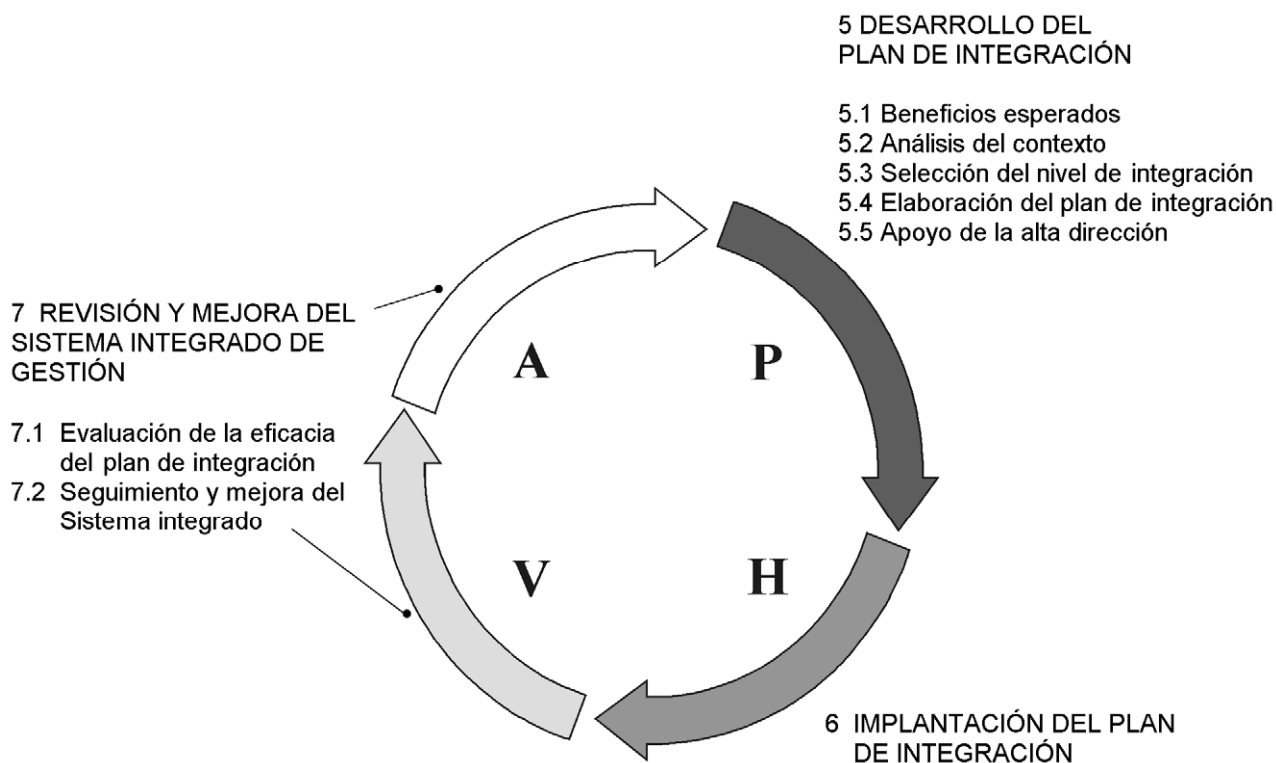 5 DESARROLLO DEL
PLAN DE INTEGRACIÓN
5.1 Beneficios esperados
5.2 Análisis del contexto
5.3 Selección del nivel de integración
5.4 Elaboración del plan de integración
5.5 Apoyo de la alta dirección
7 REVISIÓN Y MEJORA DEL
SISTEMA INTEGRADO DE
GESTIÓN
7.1 Evaluación de la eficacia
del plan de integración
7.2 Seguimiento y mejora del
Sistema integrado
A
P
V
H
6 IMPLANTACIÓN DEL PLAN
DE INTEGRACIÓN